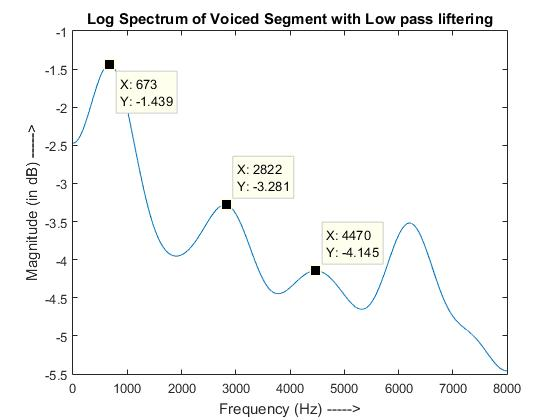 Log Spectrum of Voiced Segment with Low pass liftering
-1
-1.5
X: 673
Y: -1.439
-2
-2.5
X: 2822
Y: -3.281
-3
-3.5
X: 4470
Y: -4.145
-4
-4.5
-5
-5.5
0 1000 2000 3000 4000 5000 6000 7000 8000
Frequency (Hz) ----->
Magnitude (in dB) ----->